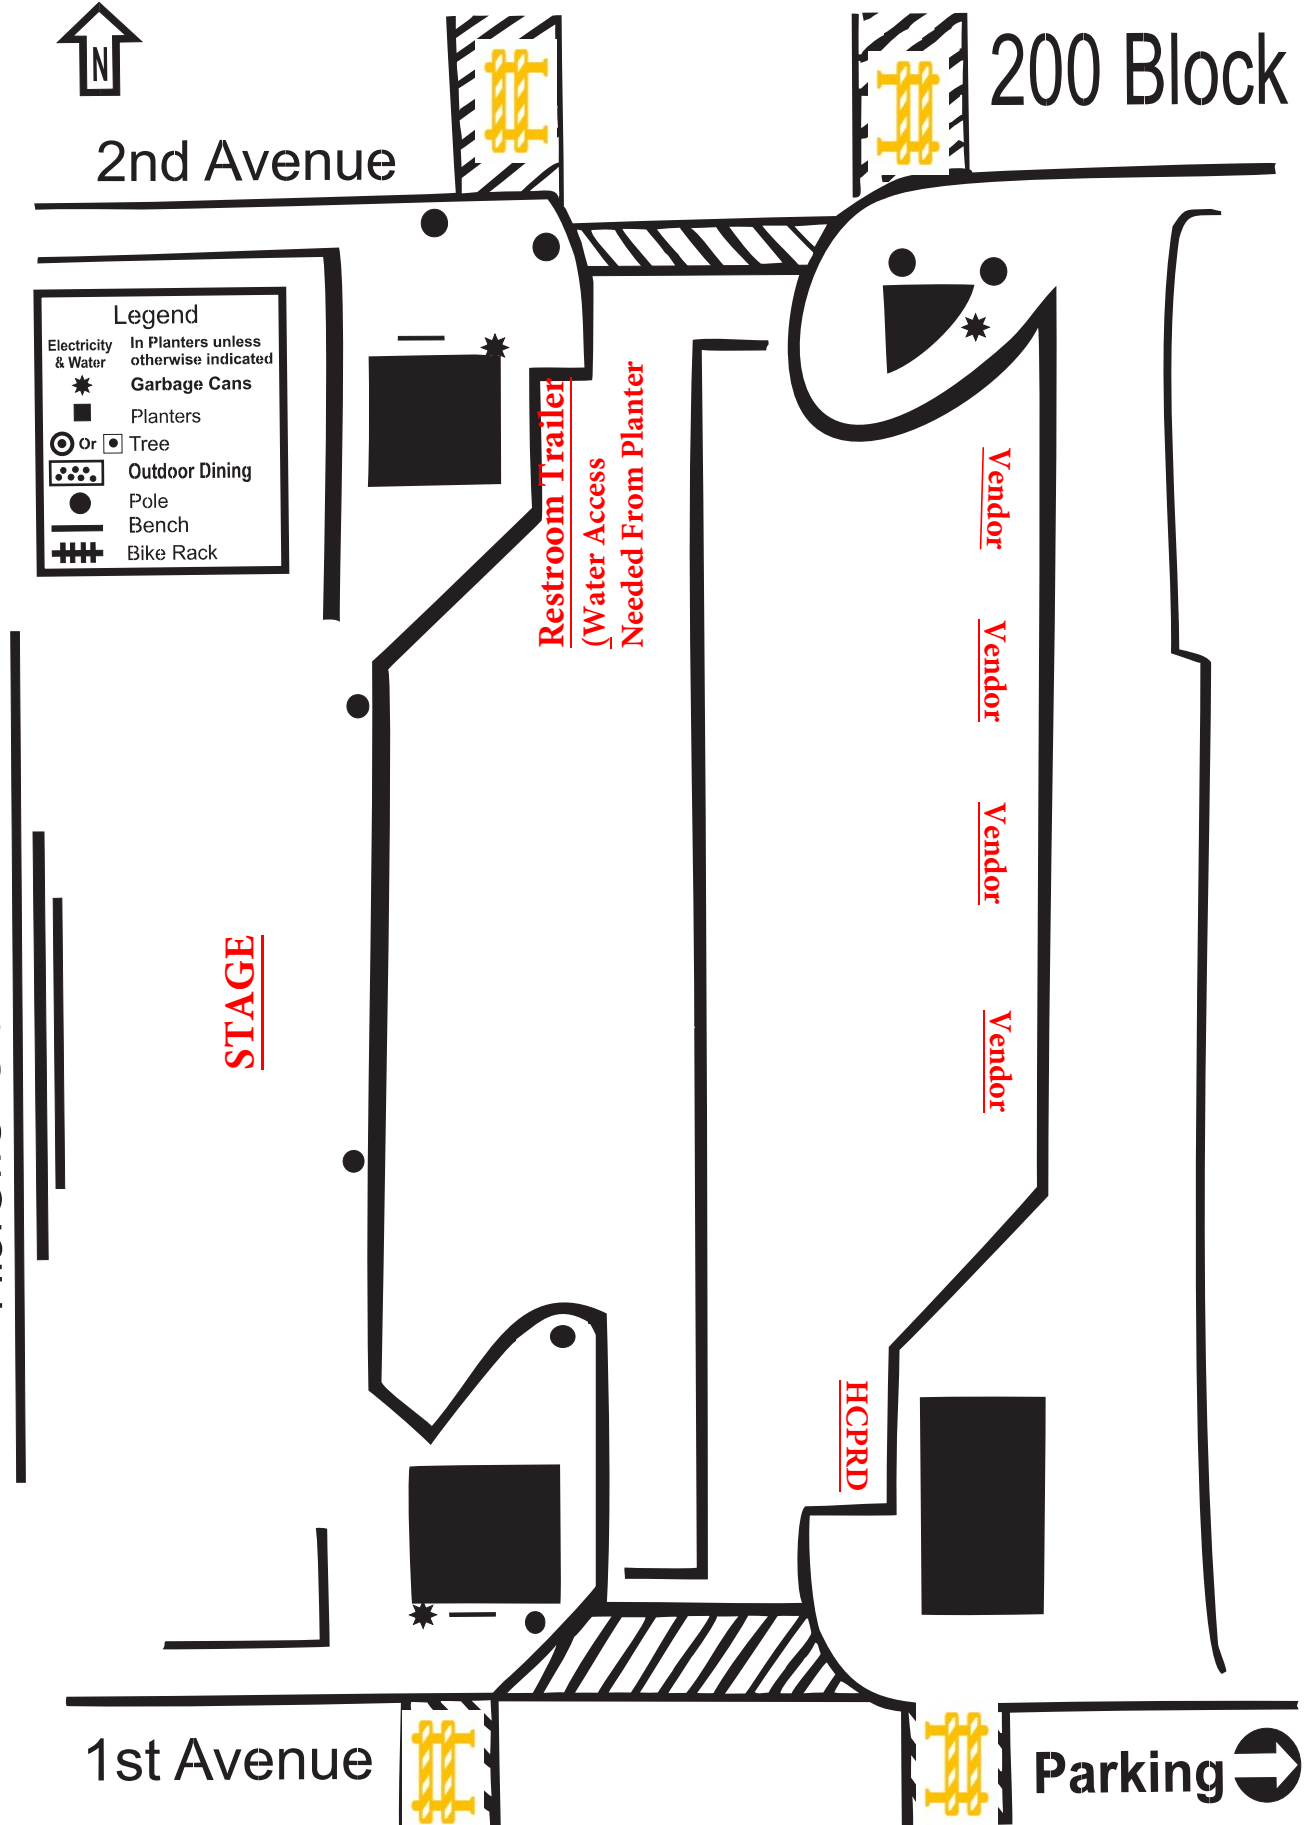 N
200 Block
2nd Avenue
Legend
Electricity & Water
In Planters unless otherwise indicated
Garbage Cans
Planters
Or
Tree
Outdoor Dining
Pole
Bench
Bike Rack
Restroom Trailer
(Water Access
Needed From Planter
Vendor
Vendor
Vendor
Vendor
STAGE
HCPRD
1st Avenue
Parking